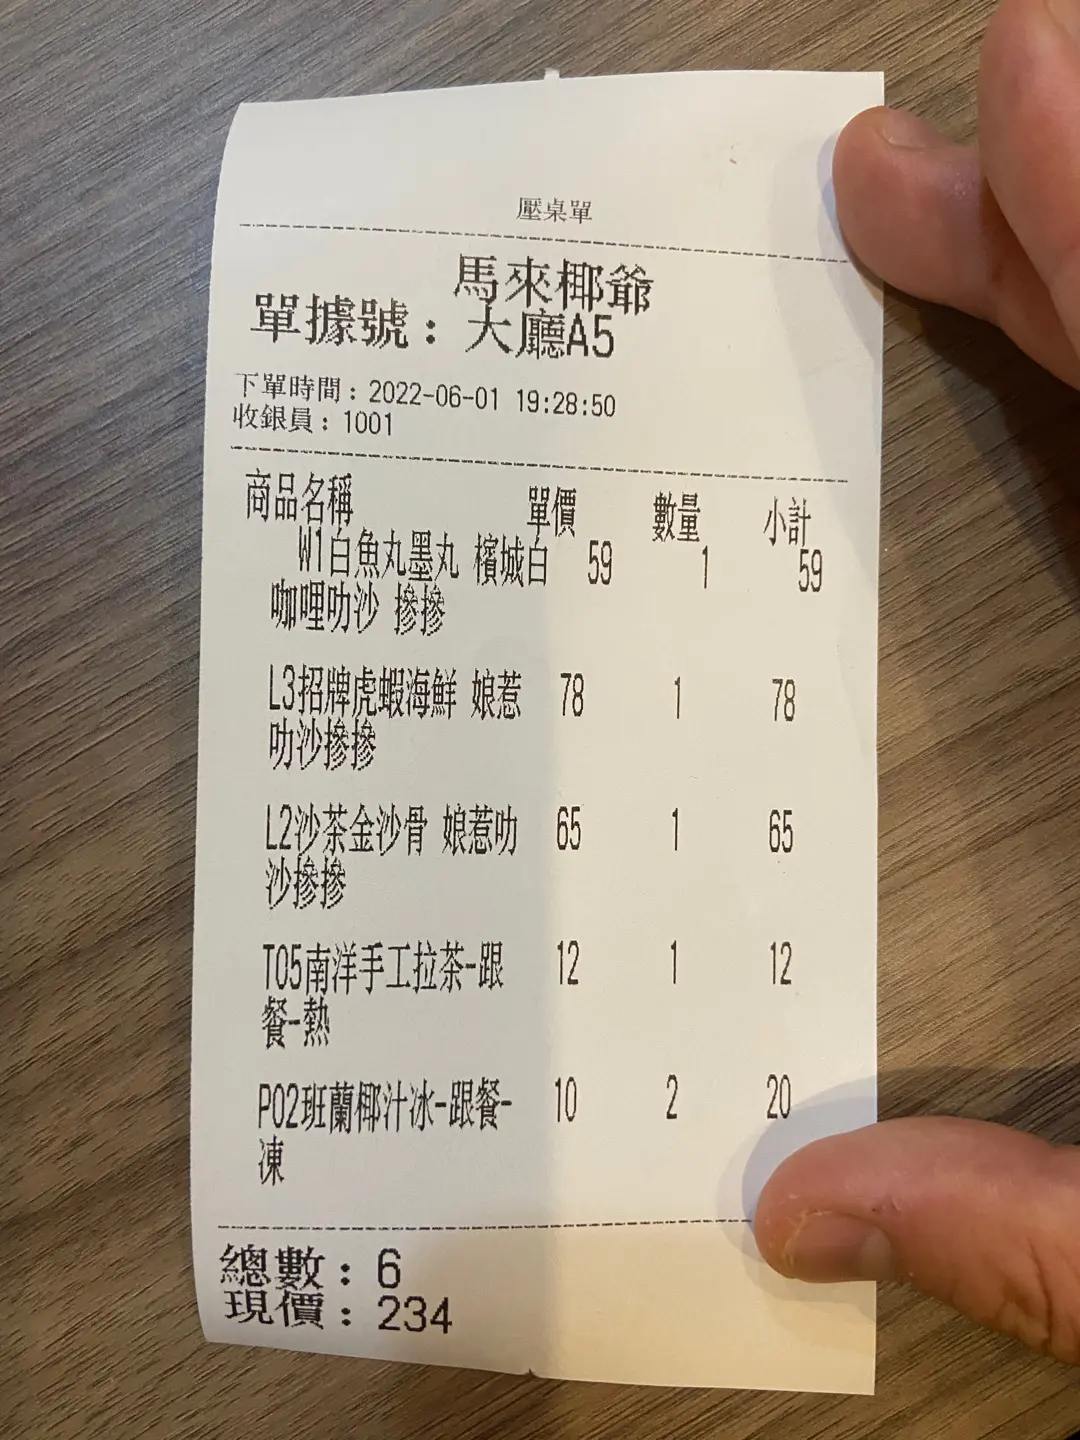 壓桌單
馬來椰爺
單據號：大廳A5
下單時間：2022-06-01 19:28:50
收銀員：1001
商品名稱 單價 數量 小計
W1白魚丸墨丸 檳城白 59 1 59
咖哩叻沙 摻摻
L3招牌虎蝦海鮮 娘惹 78 1 78
叻沙摻摻
L2沙茶金沙骨 娘惹叻 65 1 65
沙摻摻
T05南洋手工拉茶-跟 12 1 12
餐-熱
P02班蘭椰汁冰-跟餐- 10 2 20
凍
總數：6
現價：234